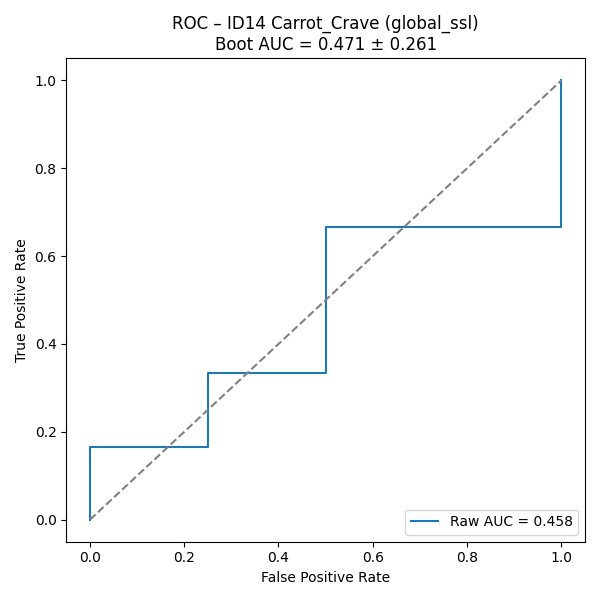 ROC – ID14 Carrot_Crave (global_ssl)
Boot AUC = 0.471 ± 0.261
1.0
0.8
0.6
0.4
0.2
0.0
True Positive Rate
Raw AUC = 0.458
0.0 0.2 0.4 0.6 0.8 1.0
False Positive Rate